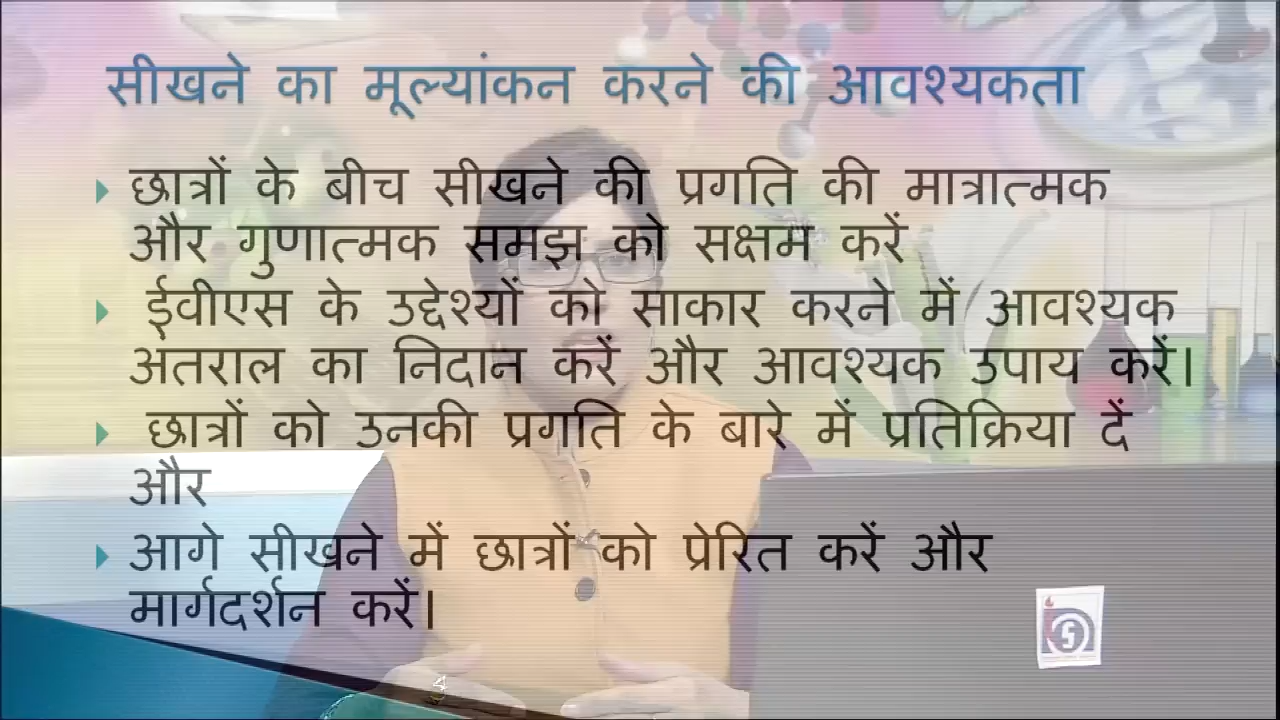 सीखने का मूल्यांकन करने की आवश्यकता
छात्रों के बीच सीखने की प्रगति की मात्रात्मक
और गुणात्मक समझ को सक्षम करें
ईवीएस के उद्देश्यों को साकार करने में आवश्यक
अंतराल का निदान करें और आवश्यक उपाय करें।
छात्रों को उनकी प्रगति के बारे में प्रतिक्रिया दें
और
आगे सीखने में छात्रों को प्रेरित करें और
मार्गदर्शन करें।